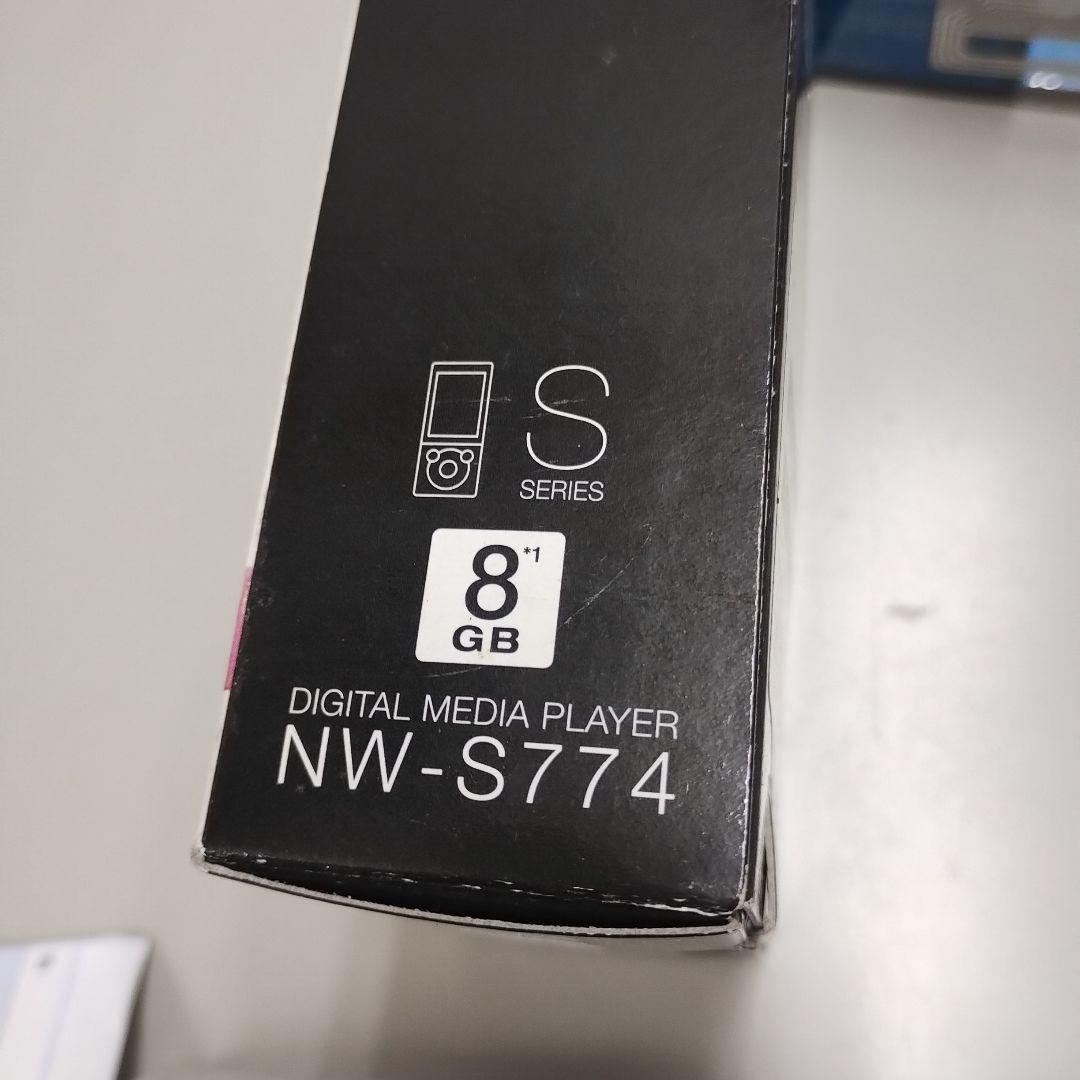 S
SERIES
8*1
GB
DIGITAL MEDIA PLAYER
NW-S774